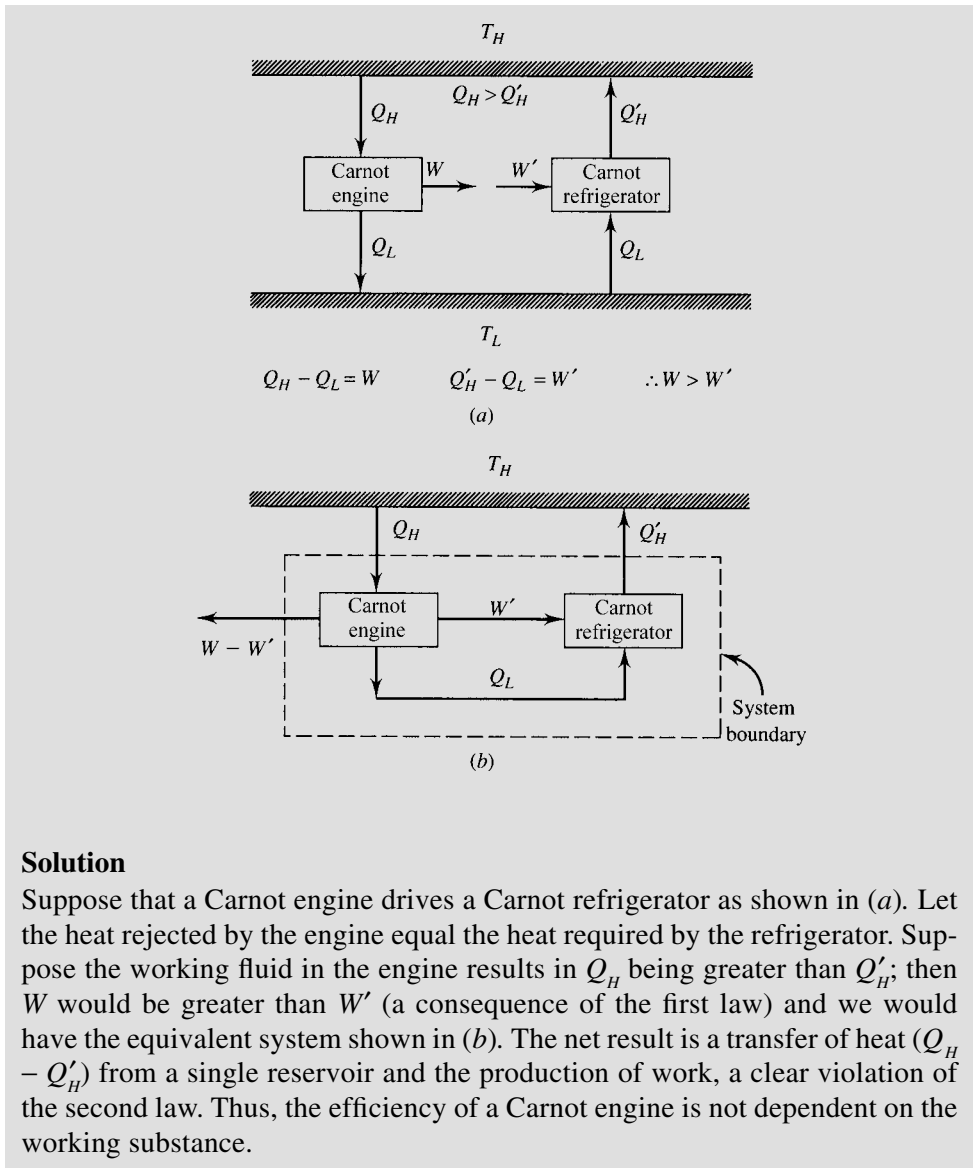 T_H
Q_H > Q′_H
Q_H
Q′_H
Carnot engine
W
W′
Carnot refrigerator
Q_L
Q_L
T_L
Q_H − Q_L = W
Q′_H − Q_L = W′
∴ W > W′
(a)
T_H
Q_H
Q′_H
Carnot engine
W′
Carnot refrigerator
W − W′
Q_L
System boundary
(b)
Solution
Suppose that a Carnot engine drives a Carnot refrigerator as shown in (a). Let
the heat rejected by the engine equal the heat required by the refrigerator. Sup-
pose the working fluid in the engine results in Q_H being greater than Q′_H; then
W would be greater than W′ (a consequence of the first law) and we would
have the equivalent system shown in (b). The net result is a transfer of heat (Q_H
− Q′_H) from a single reservoir and the production of work, a clear violation of
the second law. Thus, the efficiency of a Carnot engine is not dependent on the
working substance.